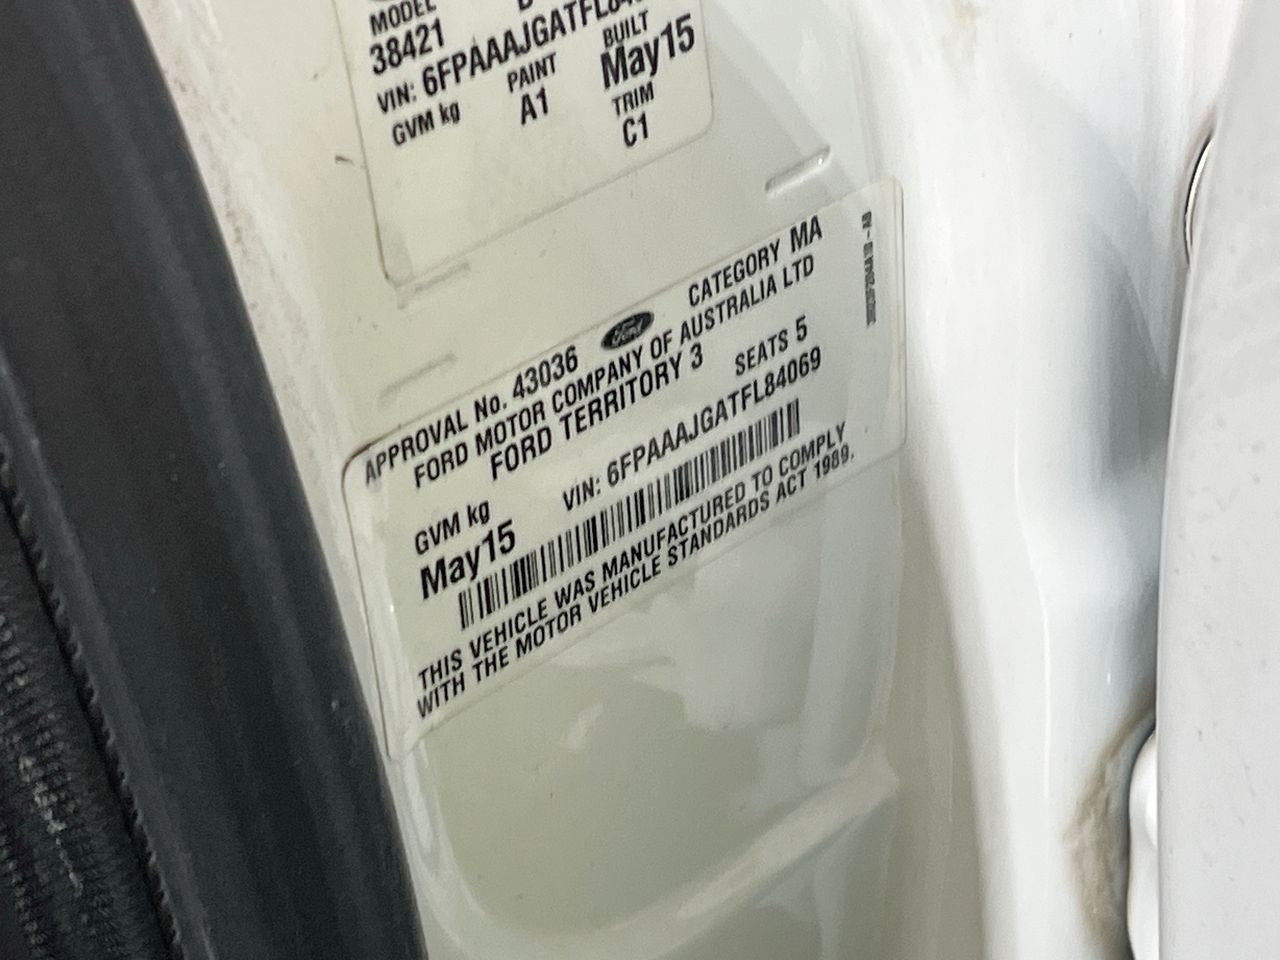 MODEL
38421
VIN: 6FPAAAJGATFL84
GVM kg
PAINT
A1
BUILT
May15
TRIM
C1
APPROVAL No. 43036 Ford CATEGORY MA
FORD MOTOR COMPANY OF AUSTRALIA LTD
FORD TERRITORY 3 SEATS 5
GVM kg VIN: 6FPAAAJGATFL84069
May15
THIS VEHICLE WAS MANUFACTURED TO COMPLY
WITH THE MOTOR VEHICLE STANDARDS ACT 1989.